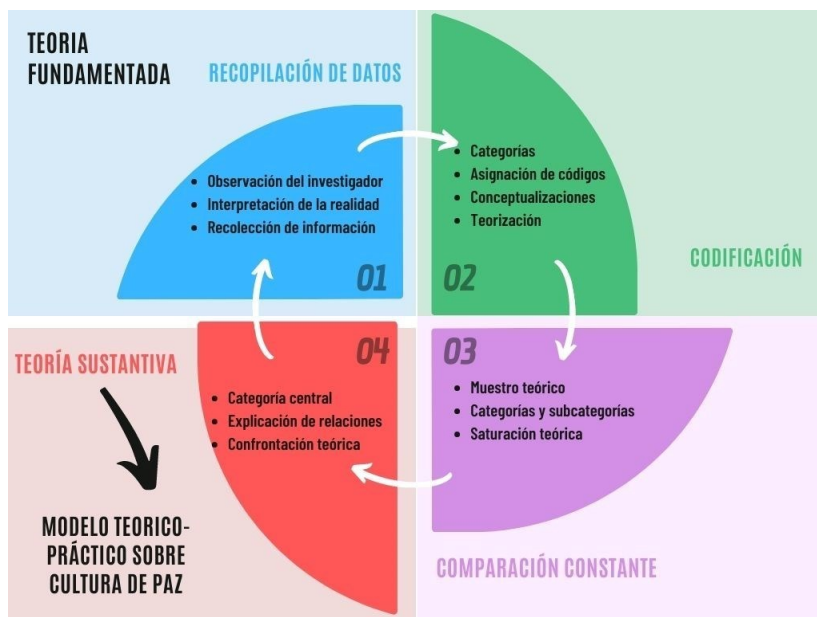 TEORIA
FUNDAMENTADA
RECOPILACIÓN DE DATOS
• Observación del investigador
• Interpretación de la realidad
• Recolección de información
01
• Categorías
• Asignación de códigos
• Conceptualizaciones
• Teorización
02
CODIFICACIÓN
03
• Muestro teórico
• Categorías y subcategorías
• Saturación teórica
COMPARACIÓN CONSTANTE
04
• Categoría central
• Explicación de relaciones
• Confrontación teórica
TEORÍA SUSTANTIVA
MODELO TEORICO-
PRÁCTICO SOBRE
CULTURA DE PAZ